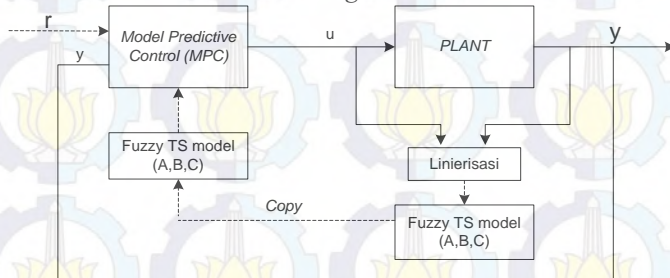 r
y
Model Predictive
Control (MPC)
u
PLANT
y
Fuzzy TS model
(A,B,C)
Linierisasi
Copy
Fuzzy TS model
(A,B,C)